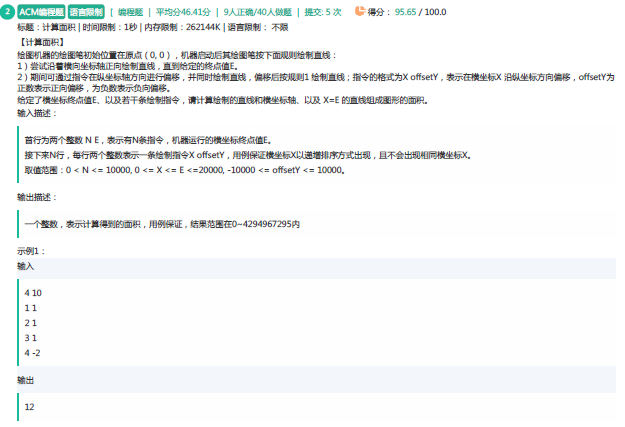 2 ACM编程题 语言限制 [ 编程题 | 平均分46.41分 | 9人正确/40人做题 | 提交: 5 次 得分： 95.65 / 100.0
标题：计算面积 | 时间限制：1秒 | 内存限制：262144K | 语言限制： 不限
【计算面积】
绘图机器的绘图笔初始位置在原点（0, 0），机器启动后其绘图笔按下面规则绘制直线：
1）尝试沿着横向坐标轴正向绘制直线，直到给定的终点值E。
2）期间可通过指令在纵坐标轴方向进行偏移，并同时绘制直线，偏移后按规则1 绘制直线；指令的格式为X offsetY，表示在横坐标X 沿纵坐标方向偏移，offsetY为
正数表示正向偏移，为负数表示负向偏移。
给定了横坐标终点值E、以及若干条绘制指令，请计算绘制的直线和横坐标轴、以及 X=E 的直线组成图形的面积。
输入描述：
首行为两个整数 N E，表示有N条指令，机器运行的横坐标终点值E。
接下来N行，每行两个整数表示一条绘制指令X offsetY，用例保证横坐标X以递增排序方式出现，且不会出现相同横坐标X。
取值范围：0 < N <= 10000, 0 <= X <= E <=20000, -10000 <= offsetY <= 10000。
输出描述：
一个整数，表示计算得到的面积，用例保证，结果范围在0~4294967295内
示例1：
输入
4 10
1 1
2 1
3 1
4 -2
输出
12